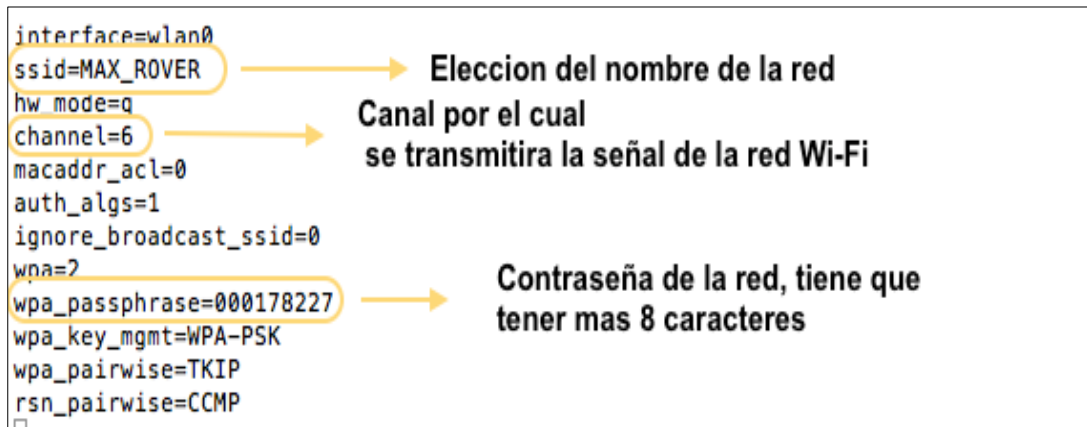 interface=wlan0
ssid=MAX_ROVER
Eleccion del nombre de la red
hw_mode=g
channel=6
Canal por el cual
se transmitira la señal de la red Wi-Fi
macaddr_acl=0
auth_algs=1
ignore_broadcast_ssid=0
wpa=2
wpa_passphrase=000178227
Contraseña de la red, tiene que
tener mas 8 caracteres
wpa_key_mgmt=WPA-PSK
wpa_pairwise=TKIP
rsn_pairwise=CCMP